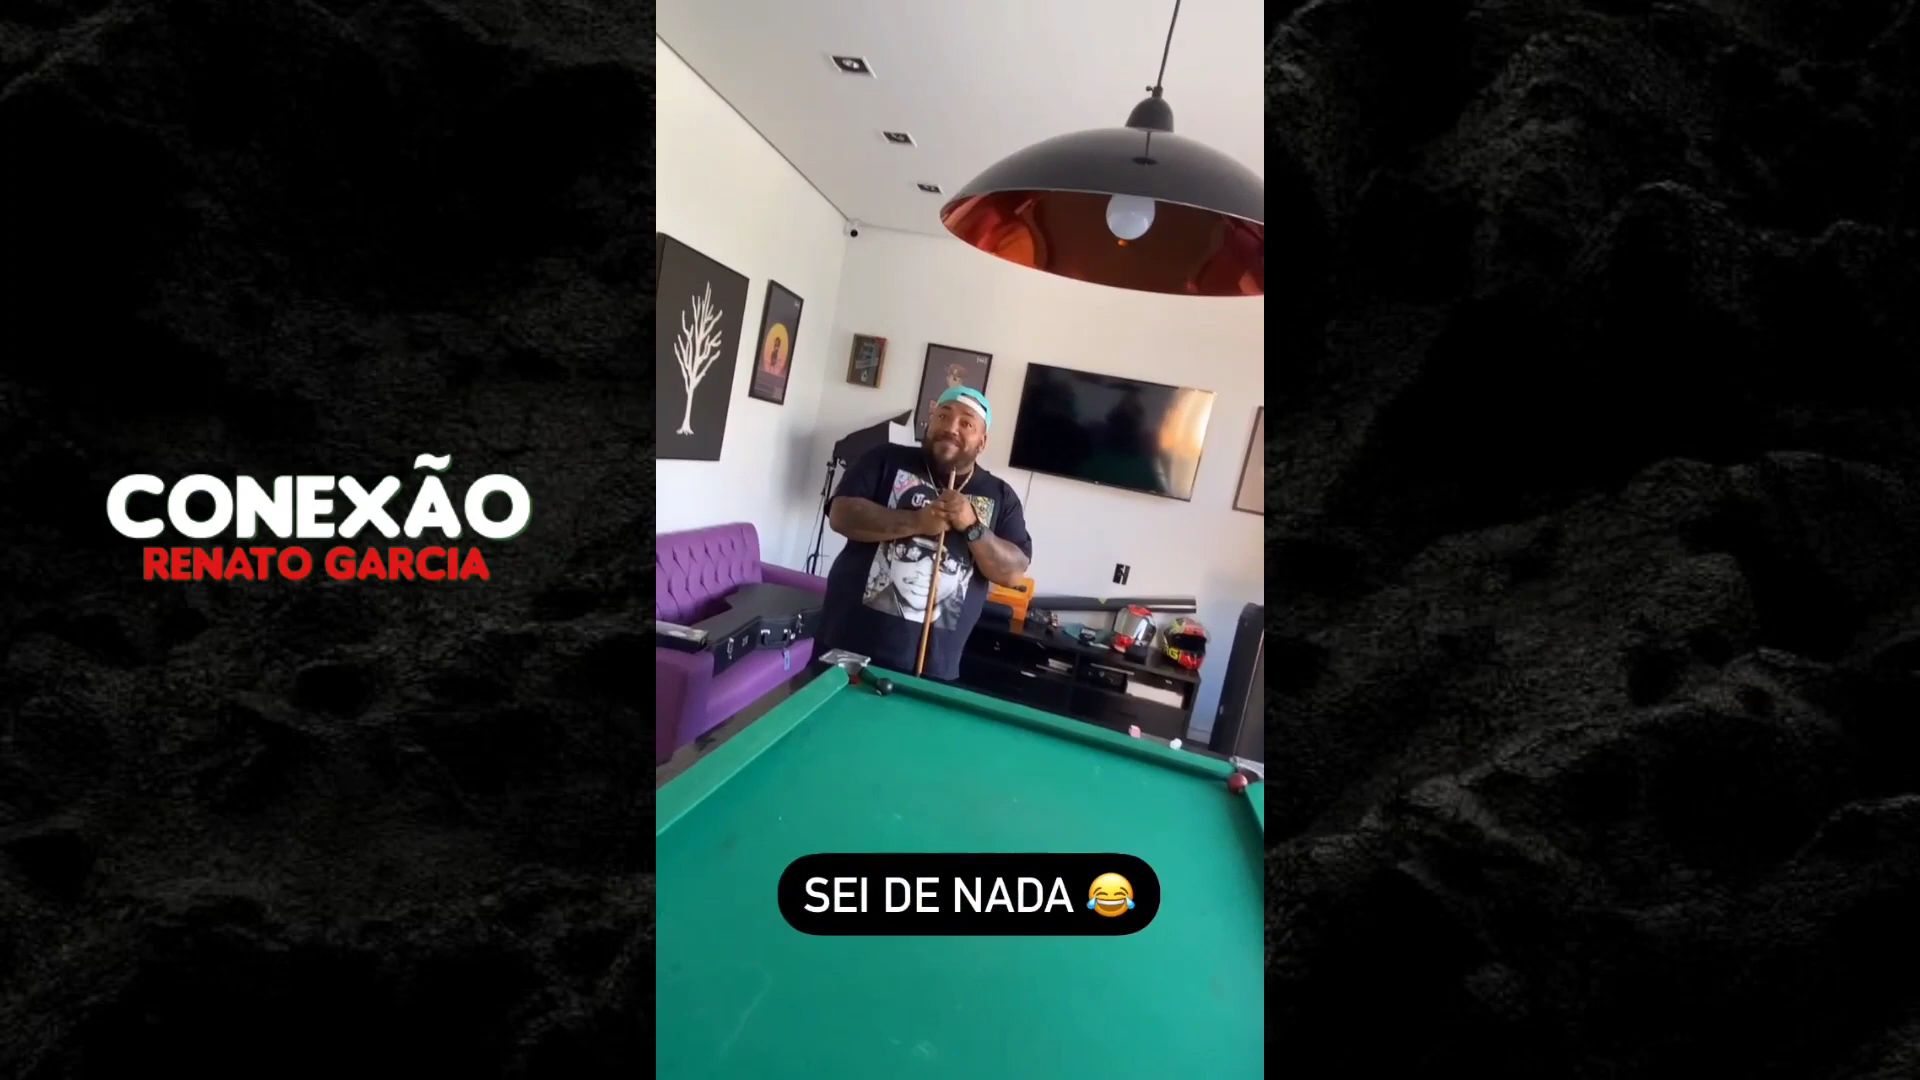 CONEXÃO
RENATO GARCIA
SEI DE NADA 😂